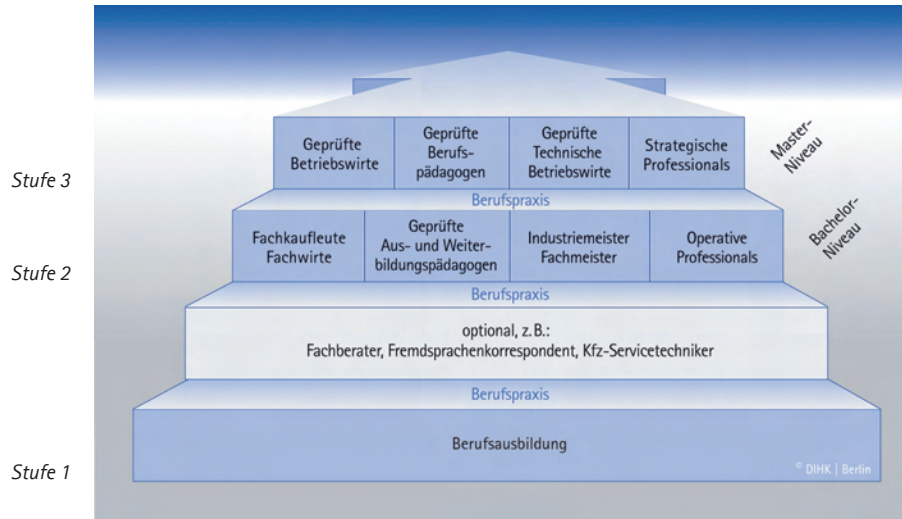 Geprüfte
Betriebswirte
Geprüfte
Berufs-
pädagogen
Geprüfte
Technische
Betriebswirte
Strategische
Professionals
Master-
Niveau
Stufe 3
Berufspraxis
Fachkaufleute
Fachwirte
Geprüfte
Aus- und Weiter-
bildungspädagogen
Industriemeister
Fachmeister
Operative
Professionals
Bachelor-
Niveau
Stufe 2
Berufspraxis
optional, z. B.:
Fachberater, Fremdsprachenkorrespondent, Kfz-Servicetechniker
Berufspraxis
Berufsausbildung
Stufe 1
© DIHK | Berlin